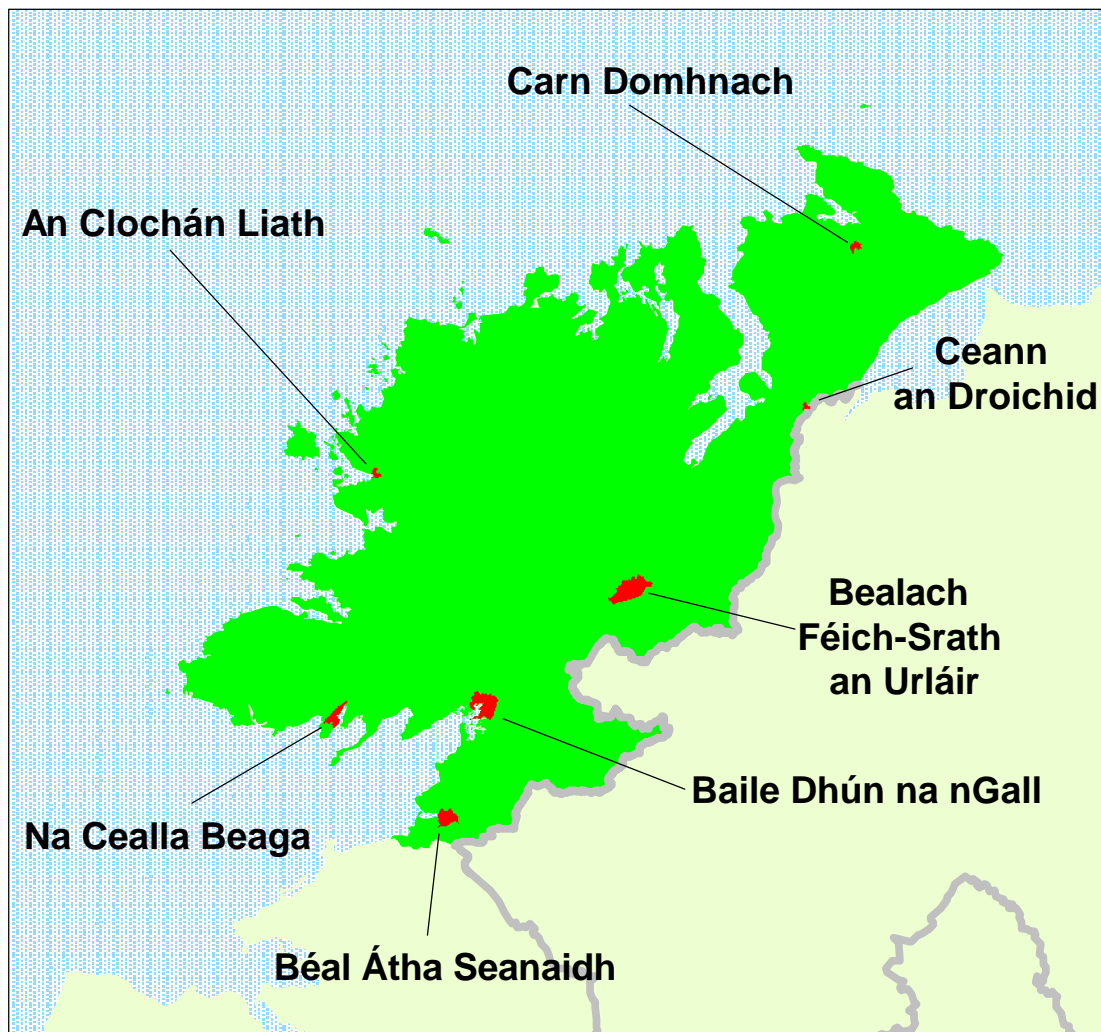 Carn Domhnach
An Clochán Liath
Ceann
an Droichid
Bealach
Féich-Srath
an Urláir
Baile Dhún na nGall
Na Cealla Beaga
Béal Átha Seanaidh